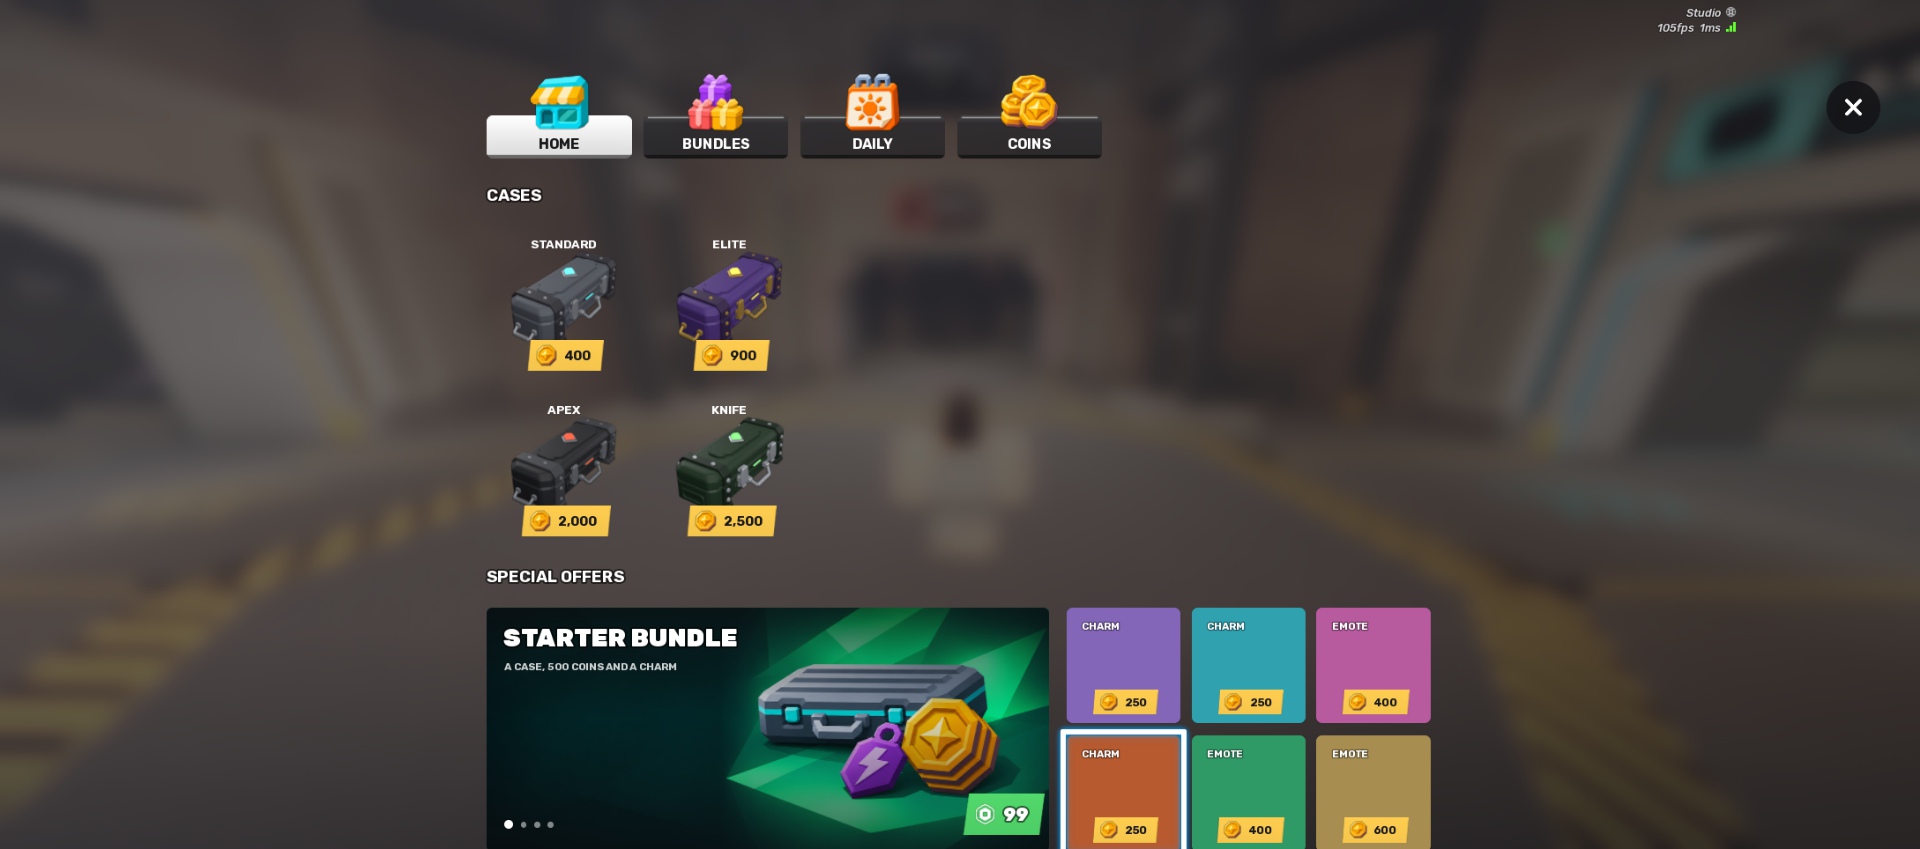 Studio
105fps 1ms
HOME
BUNDLES
DAILY
COINS
CASES
STANDARD
ELITE
400
900
APEX
KNIFE
2,000
2,500
SPECIAL OFFERS
STARTER BUNDLE
A CASE, 500 COINS AND A CHARM
99
CHARM
CHARM
EMOTE
250
250
400
CHARM
EMOTE
EMOTE
250
400
600